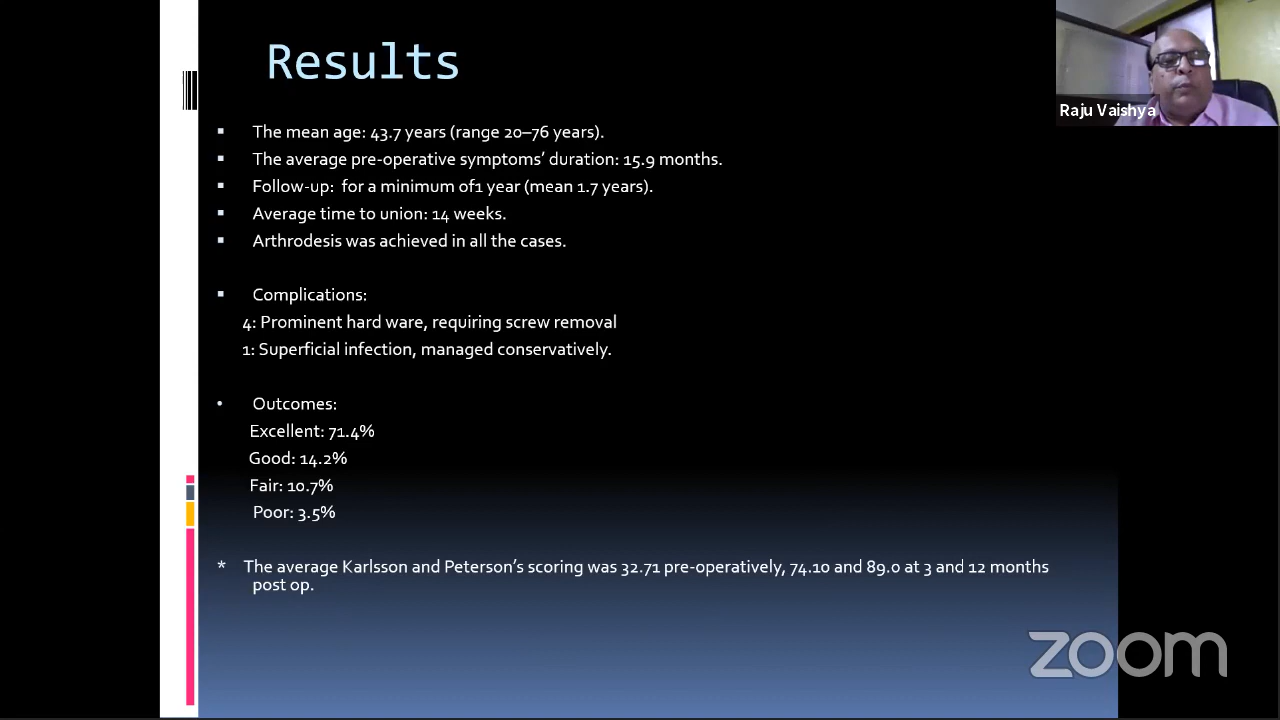 Results
Raju Vaishya
▪ The mean age: 43.7 years (range 20–76 years).
▪ The average pre-operative symptoms’ duration: 15.9 months.
▪ Follow-up:  for a minimum of1 year (mean 1.7 years).
▪ Average time to union: 14 weeks.
▪ Arthrodesis was achieved in all the cases.
▪ Complications:
4: Prominent hard ware, requiring screw removal
1: Superficial infection, managed conservatively.
• Outcomes:
Excellent: 71.4%
Good: 14.2%
Fair: 10.7%
Poor: 3.5%
* The average Karlsson and Peterson’s scoring was 32.71 pre-operatively, 74.10 and 89.0 at 3 and 12 months
post op.
zoom